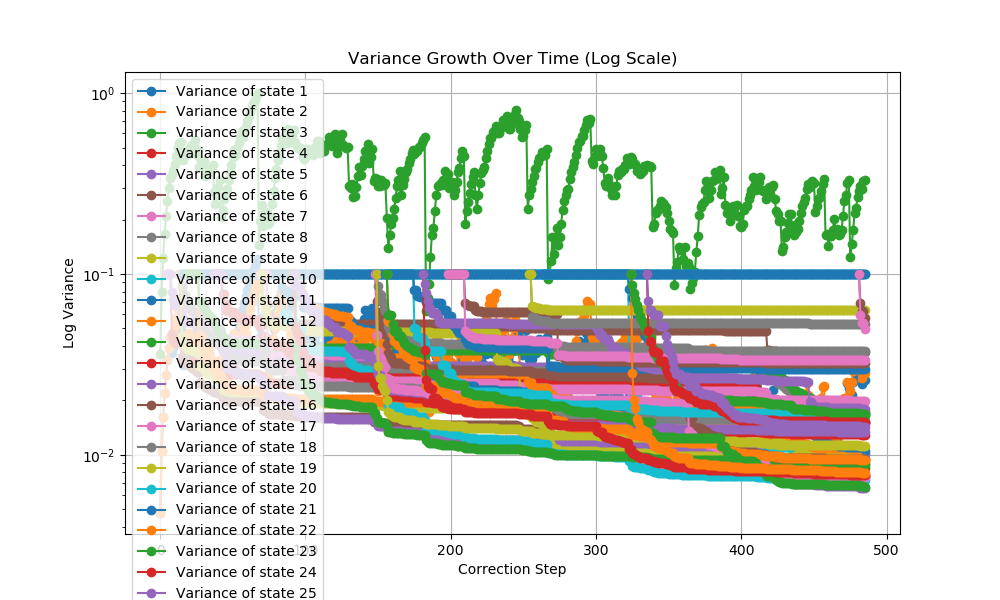 Variance Growth Over Time (Log Scale)
Log Variance
10⁰
10⁻¹
10⁻²
Variance of state 1
Variance of state 2
Variance of state 3
Variance of state 4
Variance of state 5
Variance of state 6
Variance of state 7
Variance of state 8
Variance of state 9
Variance of state 10
Variance of state 11
Variance of state 12
Variance of state 13
Variance of state 14
Variance of state 15
Variance of state 16
Variance of state 17
Variance of state 18
Variance of state 19
Variance of state 20
Variance of state 21
Variance of state 22
Variance of state 23
Variance of state 24
Variance of state 25
0 100 200 300 400 500
Correction Step